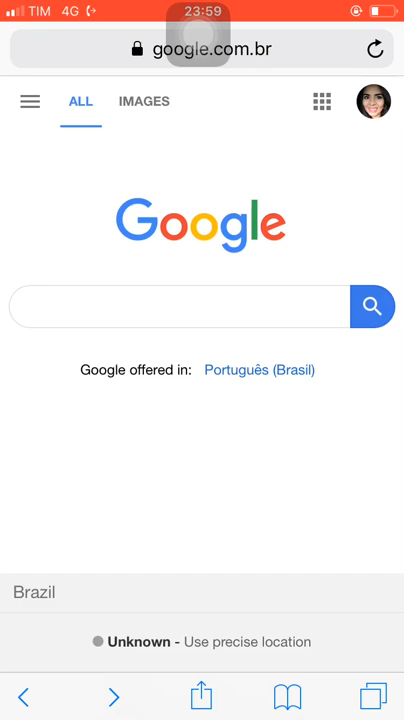 TIM 4G 23:59
google.com.br
ALL IMAGES
Google
Google offered in: Português (Brasil)
Brazil
Unknown - Use precise location